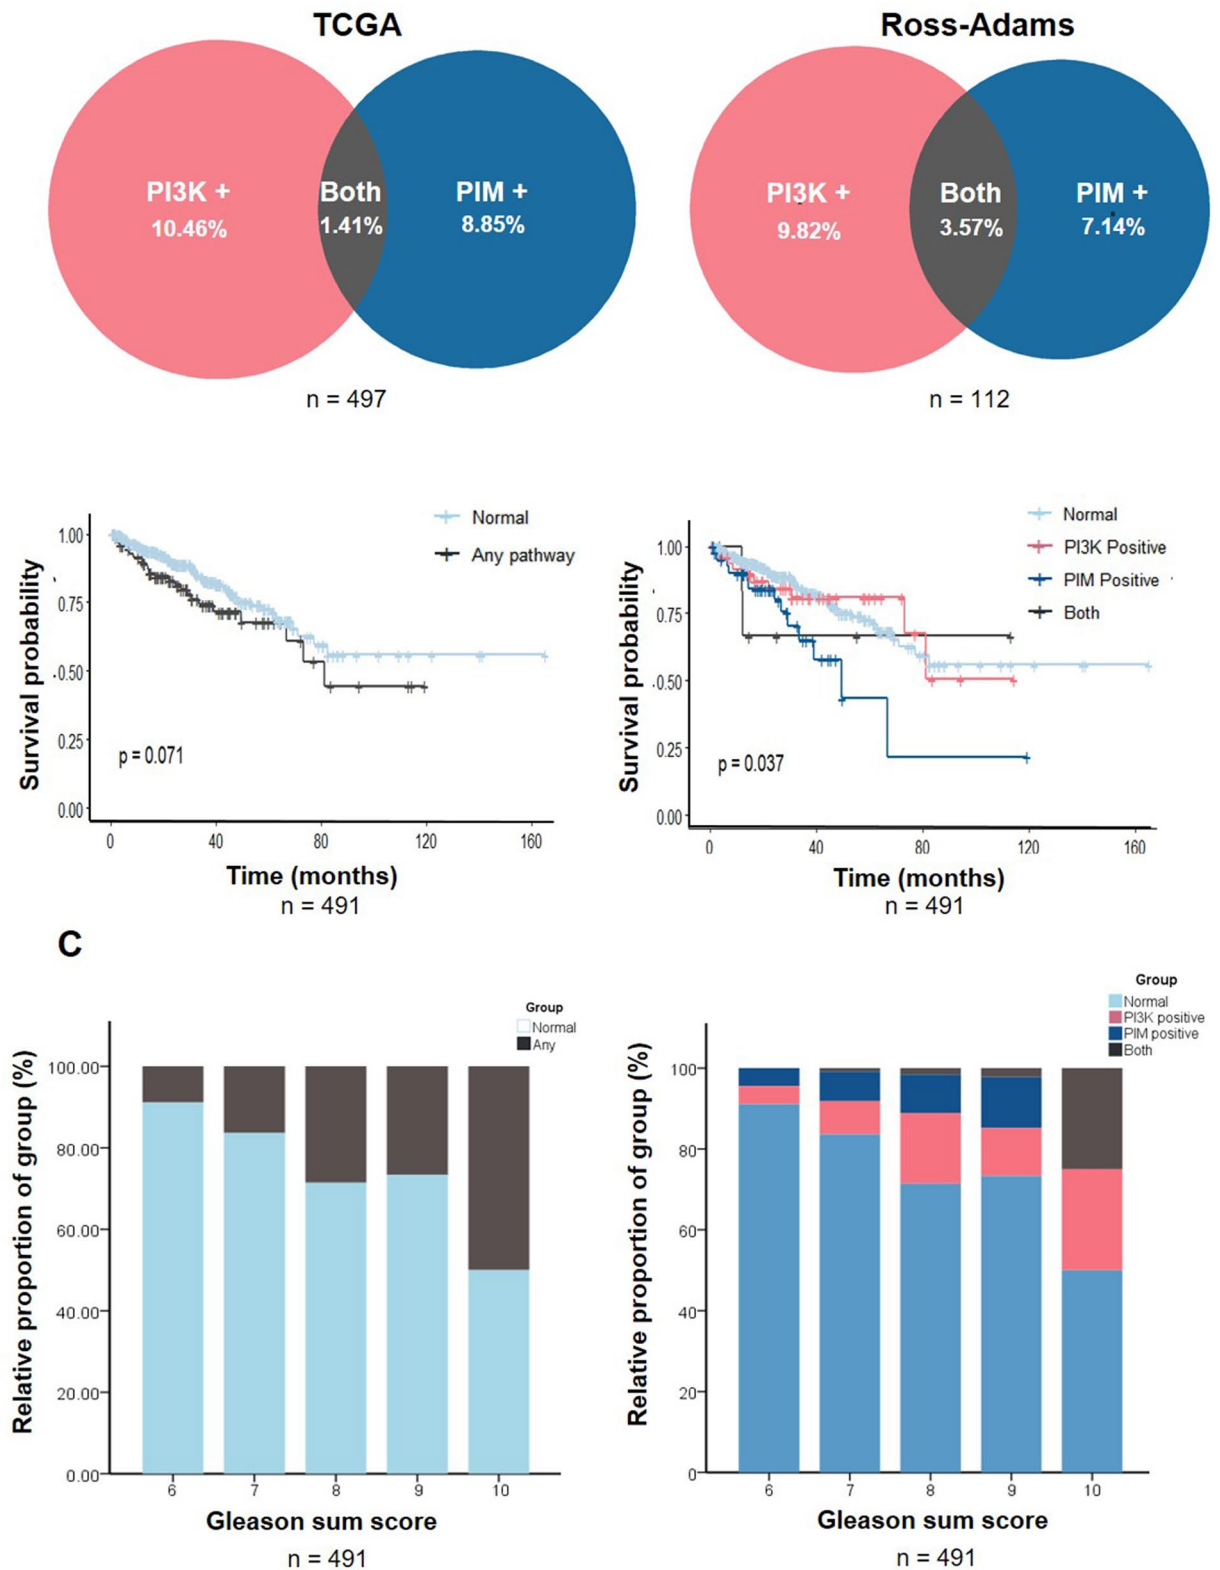 TCGA
Ross-Adams
PI3K +
10.46%
Both
1.41%
PIM +
8.85%
PI3K +
9.82%
Both
3.57%
PIM +
7.14%
n = 497
n = 112
Survival probability
1.00
0.75
0.50
0.25
0.00
Normal
Any pathway
p = 0.071
0 40 80 120 160
Time (months)
n = 491
Survival probability
1.00
0.75
0.50
0.25
0.00
Normal
PI3K Positive
PIM Positive
Both
p = 0.037
0 40 80 120 160
Time (months)
n = 491
C
Relative proportion of group (%)
100.00
80.00
60.00
40.00
20.00
0.00
Group
Normal
Any
6 7 8 9 10
Gleason sum score
n = 491
Relative proportion of group (%)
100
80
60
40
20
0
Group
Normal
PI3K positive
PIM positive
Both
6 7 8 9 10
Gleason sum score
n = 491